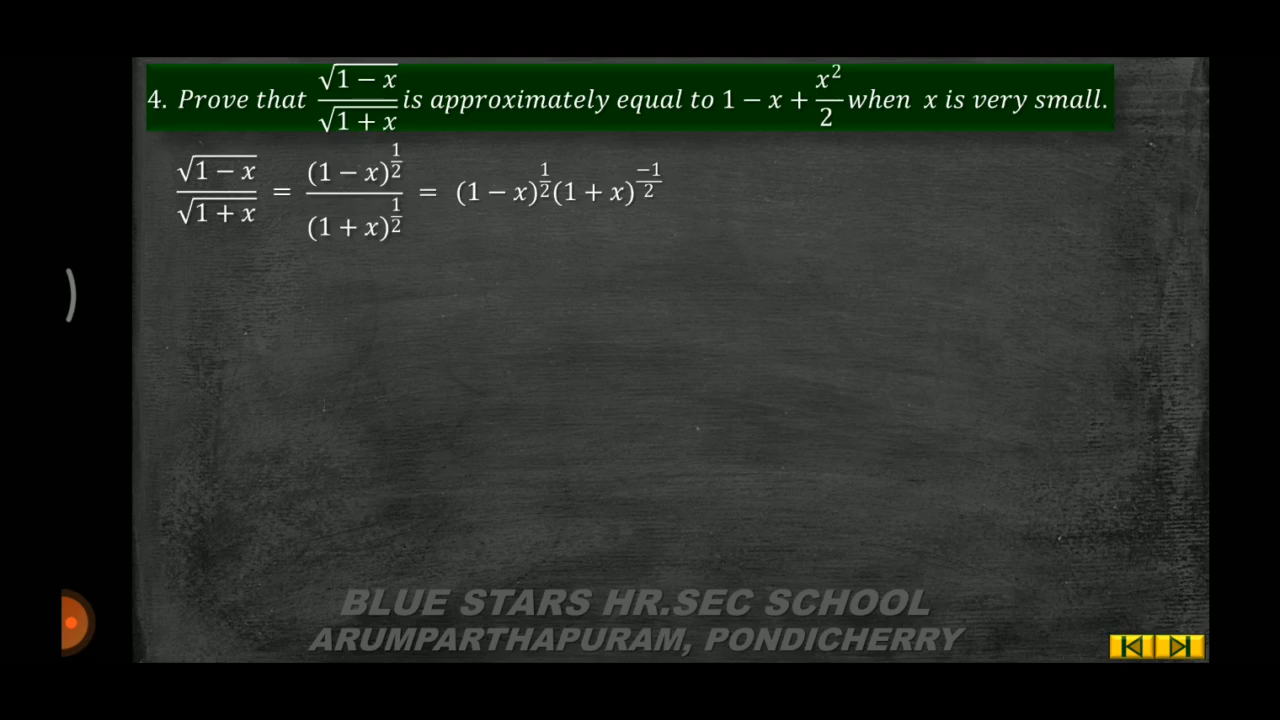 4. Prove that √(1 − x)/√(1 + x) is approximately equal to 1 − x + x²/2 when x is very small.
√(1 − x)/√(1 + x) = (1 − x)^(1/2)/(1 + x)^(1/2) = (1 − x)^(1/2)(1 + x)^(−1/2)
BLUE STARS HR.SEC SCHOOL
ARUMPARTHAPURAM, PONDICHERRY